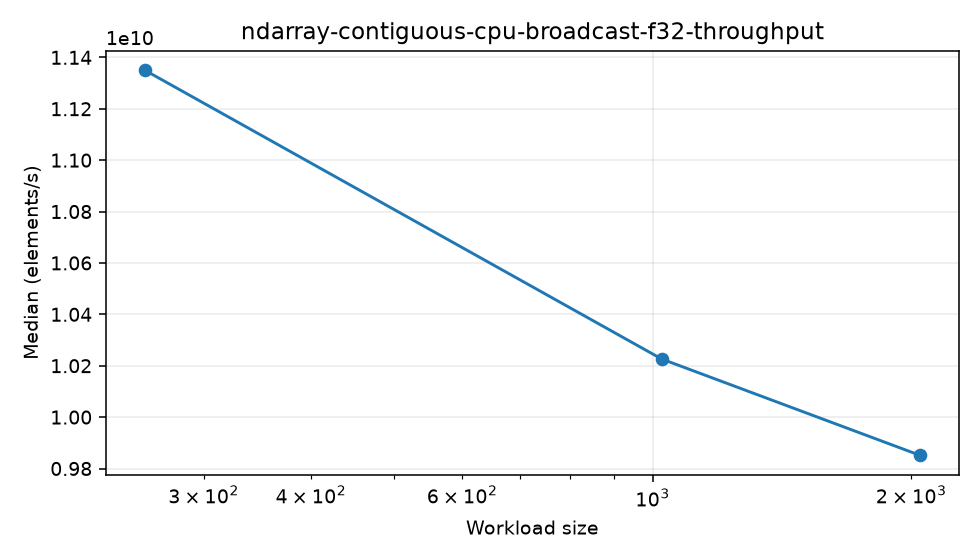 ndarray-contiguous-cpu-broadcast-f32-throughput
1e10
1.14
1.12
1.10
1.08
1.06
1.04
1.02
1.00
0.98
Median (elements/s)
3 × 10² 4 × 10² 6 × 10² 10³ 2 × 10³
Workload size